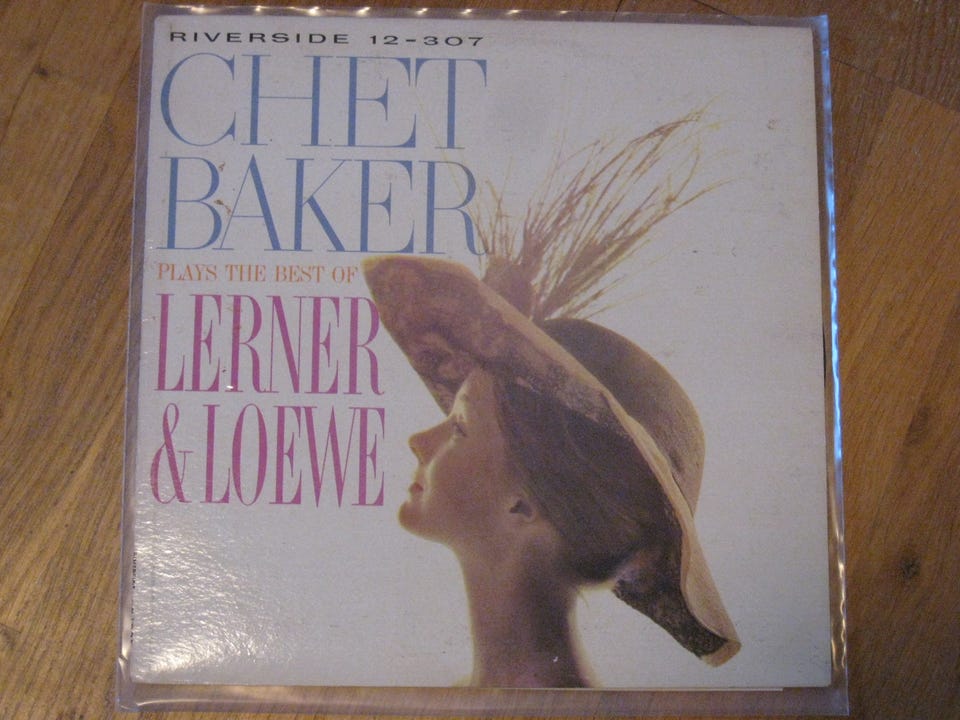 RIVERSIDE 12-307
CHET
BAKER
PLAYS THE BEST OF
LERNER
& LOEWE